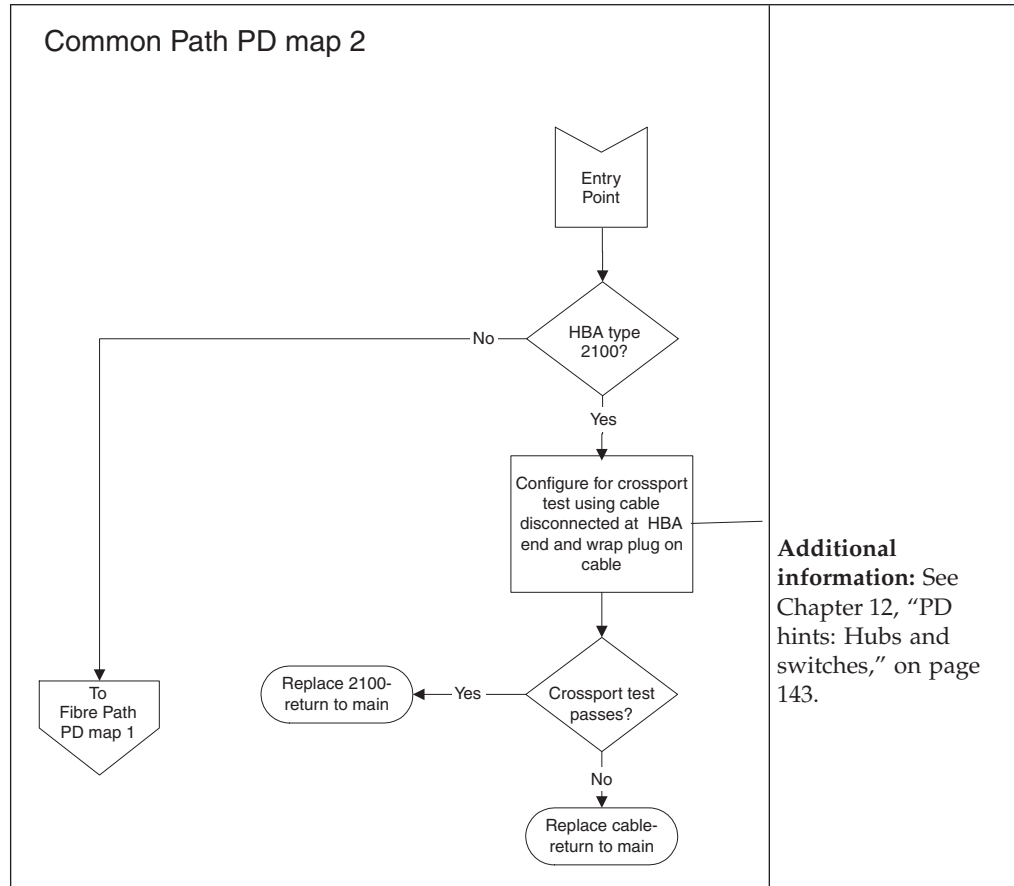 Common Path PD map 2
Entry
Point
HBA type
2100?
No
Yes
Configure for crossport
test using cable
disconnected at HBA
end and wrap plug on
cable
Additional
information: See
Chapter 12, “PD
hints: Hubs and
switches,” on page
143.
Crossport test
passes?
Yes
Replace 2100-
return to main
To
Fibre Path
PD map 1
No
Replace cable-
return to main